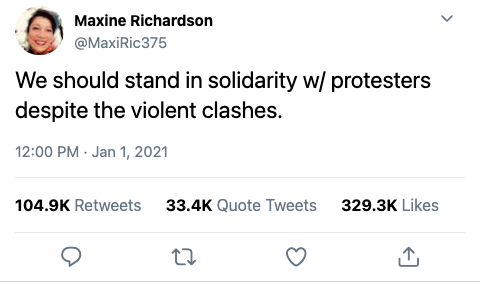 Maxine Richardson
@MaxiRic375
We should stand in solidarity w/ protesters
despite the violent clashes.
12:00 PM · Jan 1, 2021
104.9K Retweets 33.4K Quote Tweets 329.3K Likes